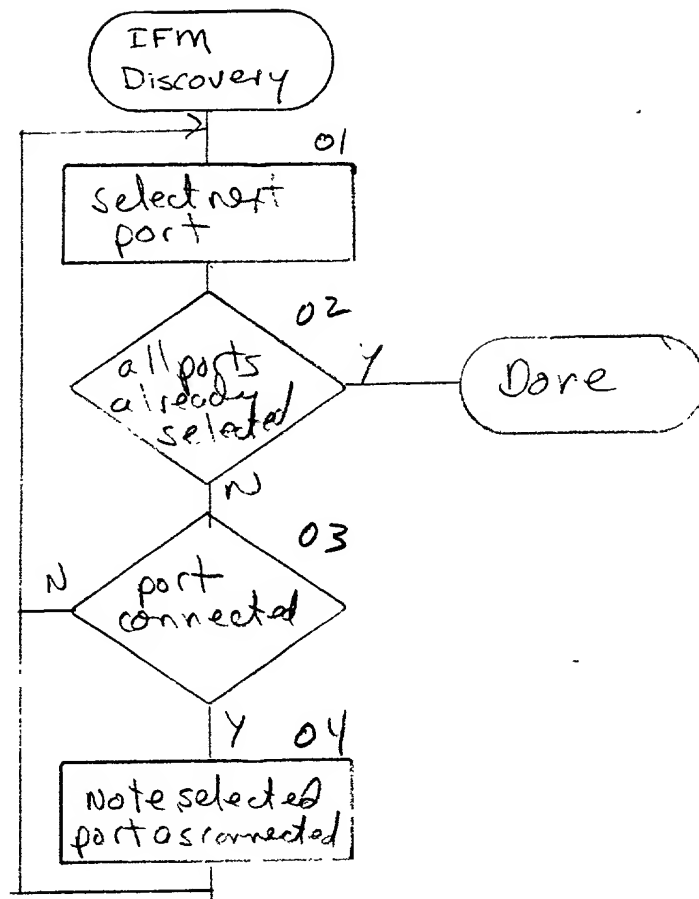 IFM
Discovery
01
select next
port
02
all ports
already
selected
Y
Done
N
03
port
connected
N
Y
04
Note selected
port as connected